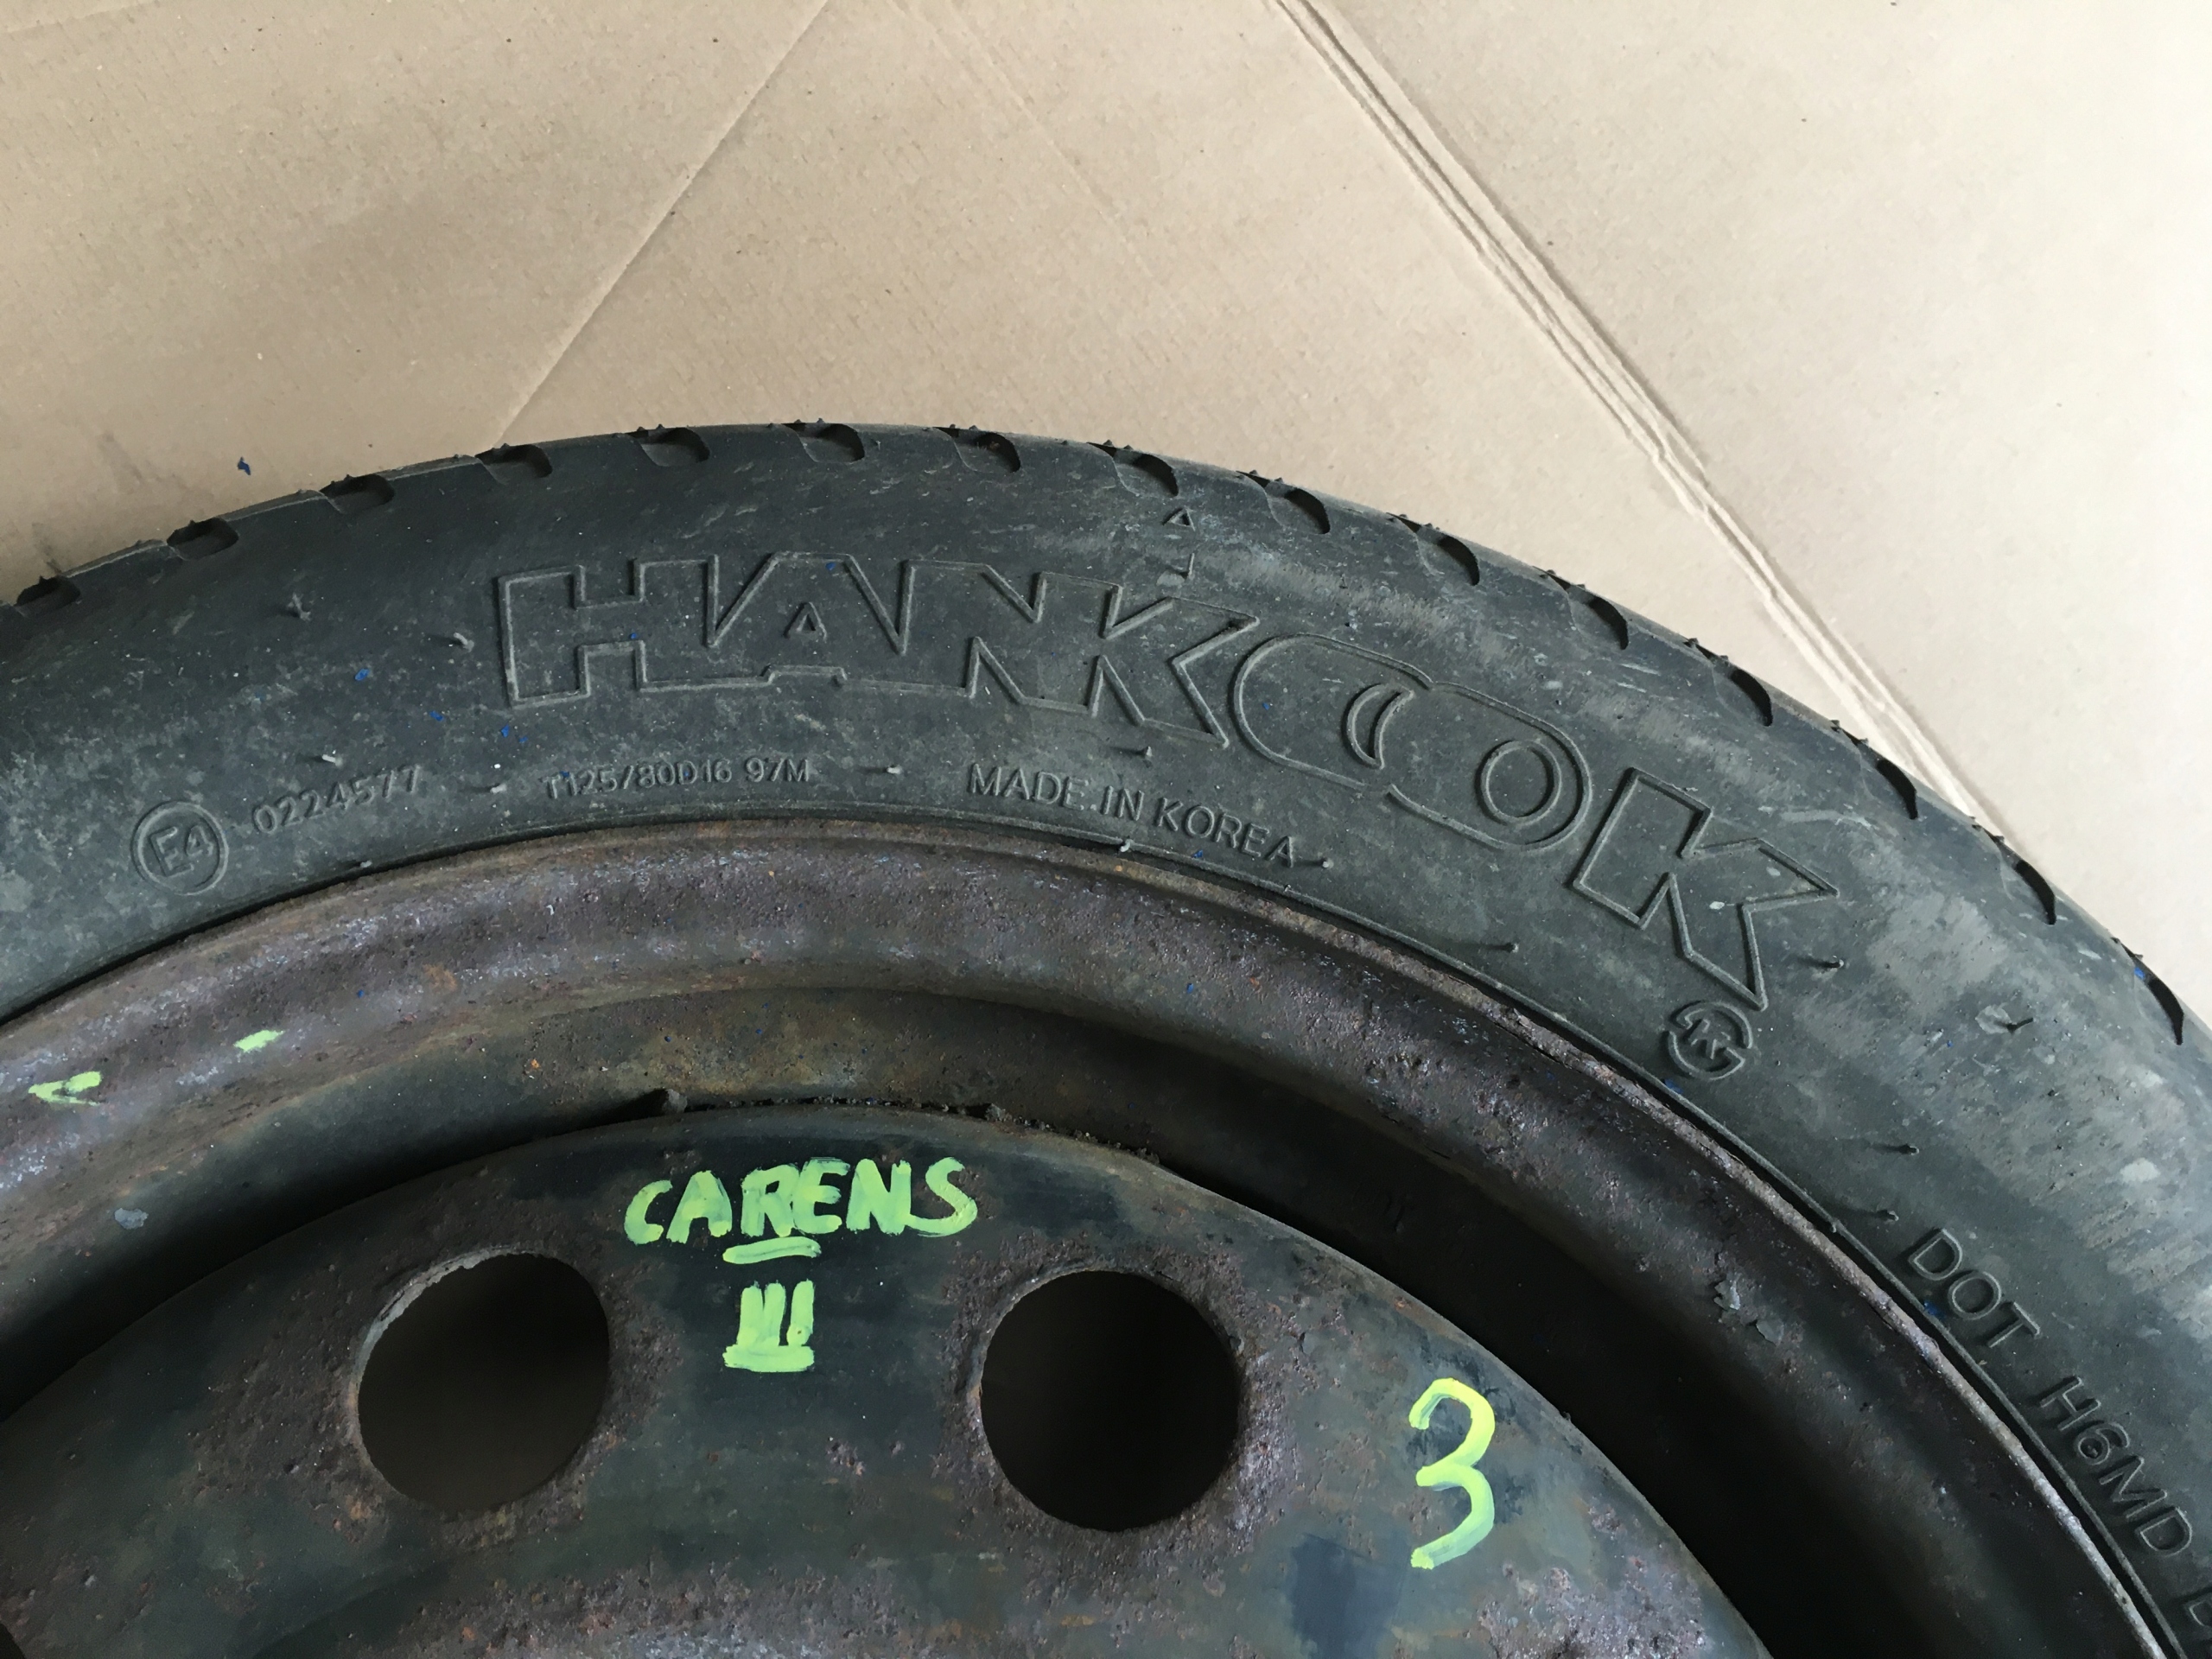 HANKOOK
E4 0224577
T125/80D16 97M
MADE IN KOREA
DOT H6MD
CARENS
III
3